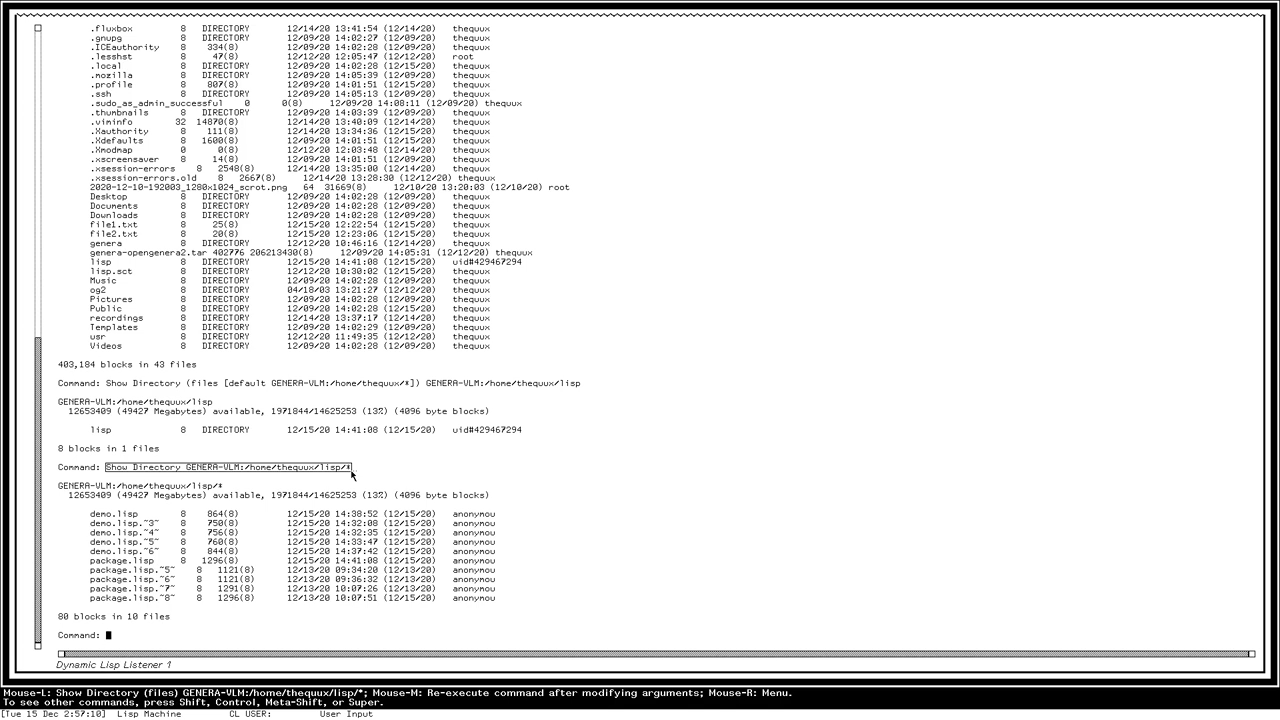 .fluxbox 8 DIRECTORY 12/14/20 13:41:54 (12/14/20) thequux
.gnupg 8 DIRECTORY 12/09/20 14:02:27 (12/09/20) thequux
.ICEauthority 8 334(8) 12/14/20 14:02:28 (12/09/20) thequux
.lesshst 8 47(8) 12/12/20 12:05:47 (12/09/20) root
.local 8 DIRECTORY 12/09/20 14:02:28 (12/15/20) thequux
.mozilla 8 DIRECTORY 12/09/20 14:05:39 (12/09/20) thequux
.profile 8 807(8) 12/09/20 14:01:51 (12/15/20) thequux
.ssh 8 DIRECTORY 12/09/20 14:05:13 (12/09/20) thequux
.sudo_as_admin_successful 0 0(8) 12/09/20 14:08:11 (12/09/20) thequux
.thumbnails 8 DIRECTORY 12/09/20 14:03:39 (12/09/20) thequux
.viminfo 32 14870(8) 12/14/20 13:40:09 (12/14/20) thequux
.Xauthority 8 111(8) 12/14/20 13:34:36 (12/15/20) thequux
.Xdefaults 8 1600(8) 12/09/20 14:01:51 (12/15/20) thequux
.Xmodmap 0 0(8) 12/12/20 12:03:48 (12/14/20) thequux
.xscreensaver 8 14(8) 12/09/20 14:01:51 (12/09/20) thequux
.xsession-errors 8 2548(8) 12/14/20 13:35:00 (12/14/20) thequux
.xsession-errors.old 8 2667(8) 12/14/20 13:28:30 (12/12/20) thequux
2020-12-10-192003_1280x1024_scrot.png 64 31669(8) 12/10/20 13:20:03 (12/10/20) root
Desktop 8 DIRECTORY 12/09/20 14:02:28 (12/09/20) thequux
Documents 8 DIRECTORY 12/09/20 14:02:28 (12/09/20) thequux
Downloads 8 DIRECTORY 12/09/20 14:02:28 (12/09/20) thequux
file1.txt 8 25(8) 12/15/20 12:22:54 (12/15/20) thequux
file2.txt 8 20(8) 12/15/20 12:23:06 (12/15/20) thequux
genera 8 DIRECTORY 12/12/20 10:46:16 (12/14/20) thequux
genera-opengenera2.tar 402776 206213430(8) 12/09/20 14:05:31 (12/12/20) thequux
lisp 8 DIRECTORY 12/15/20 14:41:08 (12/15/20) uid#429467294
lisp.sct 8 DIRECTORY 12/12/20 10:30:02 (12/15/20) thequux
Music 8 DIRECTORY 12/09/20 14:02:28 (12/09/20) thequux
og2 8 DIRECTORY 04/18/03 13:21:27 (12/12/20) thequux
Pictures 8 DIRECTORY 12/09/20 14:02:28 (12/09/20) thequux
Public 8 DIRECTORY 12/09/20 14:02:28 (12/15/20) thequux
recordings 8 DIRECTORY 12/14/20 13:37:17 (12/14/20) thequux
Templates 8 DIRECTORY 12/09/20 14:02:29 (12/09/20) thequux
usr 8 DIRECTORY 12/12/20 11:49:35 (12/12/20) thequux
Videos 8 DIRECTORY 12/09/20 14:02:28 (12/09/20) thequux
403,184 blocks in 43 files
Command: Show Directory (files [default GENERA-VLM:/home/thequux/*]) GENERA-VLM:/home/thequux/lisp
GENERA-VLM:/home/thequux/lisp
12653409 (49427 Megabytes) available, 1971844/14625253 (13%) (4096 byte blocks)
lisp 8 DIRECTORY 12/15/20 14:41:08 (12/15/20) uid#429467294
8 blocks in 1 files
Command: Show Directory GENERA-VLM:/home/thequux/lisp/*
GENERA-VLM:/home/thequux/lisp/*
12653409 (49427 Megabytes) available, 1971844/14625253 (13%) (4096 byte blocks)
demo.lisp 8 864(8) 12/15/20 14:38:52 (12/15/20) anonymou
demo.lisp.~3~ 8 750(8) 12/15/20 14:32:08 (12/15/20) anonymou
demo.lisp.~4~ 8 756(8) 12/15/20 14:32:35 (12/15/20) anonymou
demo.lisp.~5~ 8 760(8) 12/15/20 14:33:47 (12/15/20) anonymou
demo.lisp.~6~ 8 844(8) 12/15/20 14:37:42 (12/15/20) anonymou
package.lisp 8 1296(8) 12/15/20 14:41:08 (12/15/20) anonymou
package.lisp.~5~ 8 1121(8) 12/13/20 09:34:20 (12/13/20) anonymou
package.lisp.~6~ 8 1121(8) 12/13/20 09:36:32 (12/13/20) anonymou
package.lisp.~7~ 8 1291(8) 12/13/20 10:07:26 (12/13/20) anonymou
package.lisp.~8~ 8 1296(8) 12/13/20 10:07:51 (12/15/20) anonymou
80 blocks in 10 files
Command:
Dynamic Lisp Listener 1
Mouse-L: Show Directory (files) GENERA-VLM:/home/thequux/lisp/*; Mouse-M: Re-execute command after modifying arguments; Mouse-R: Menu.
To see other commands, press Shift, Control, Meta-Shift, or Super.
[Tue 15 Dec 2:57:10] Lisp Machine CL USER: User Input